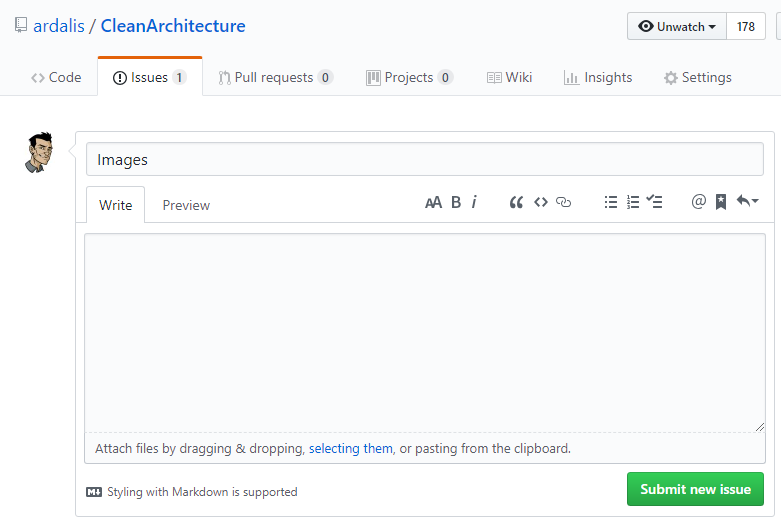 ardalis / CleanArchitecture
Unwatch 178
Code Issues 1 Pull requests 0 Projects 0 Wiki Insights Settings
Images
Write Preview AA B i @
Attach files by dragging & dropping, selecting them, or pasting from the clipboard.
Styling with Markdown is supported
Submit new issue